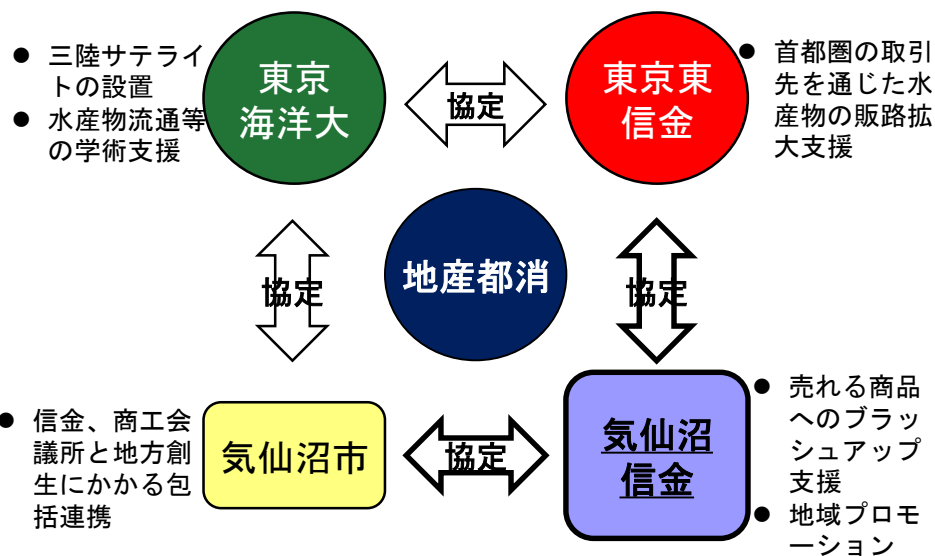 ● 三陸サテライ
トの設置
● 水産物流通等
の学術支援
東京
海洋大
協定
東京東
信金
● 首都圏の取引
先を通じた水
産物の販路拡
大支援
協定
地産都消
協定
● 信金、商工会
議所と地方創
生にかかる包
括連携
気仙沼市
協定
気仙沼
信金
● 売れる商品
へのブラッ
シュアップ
支援
● 地域プロモ
ーション